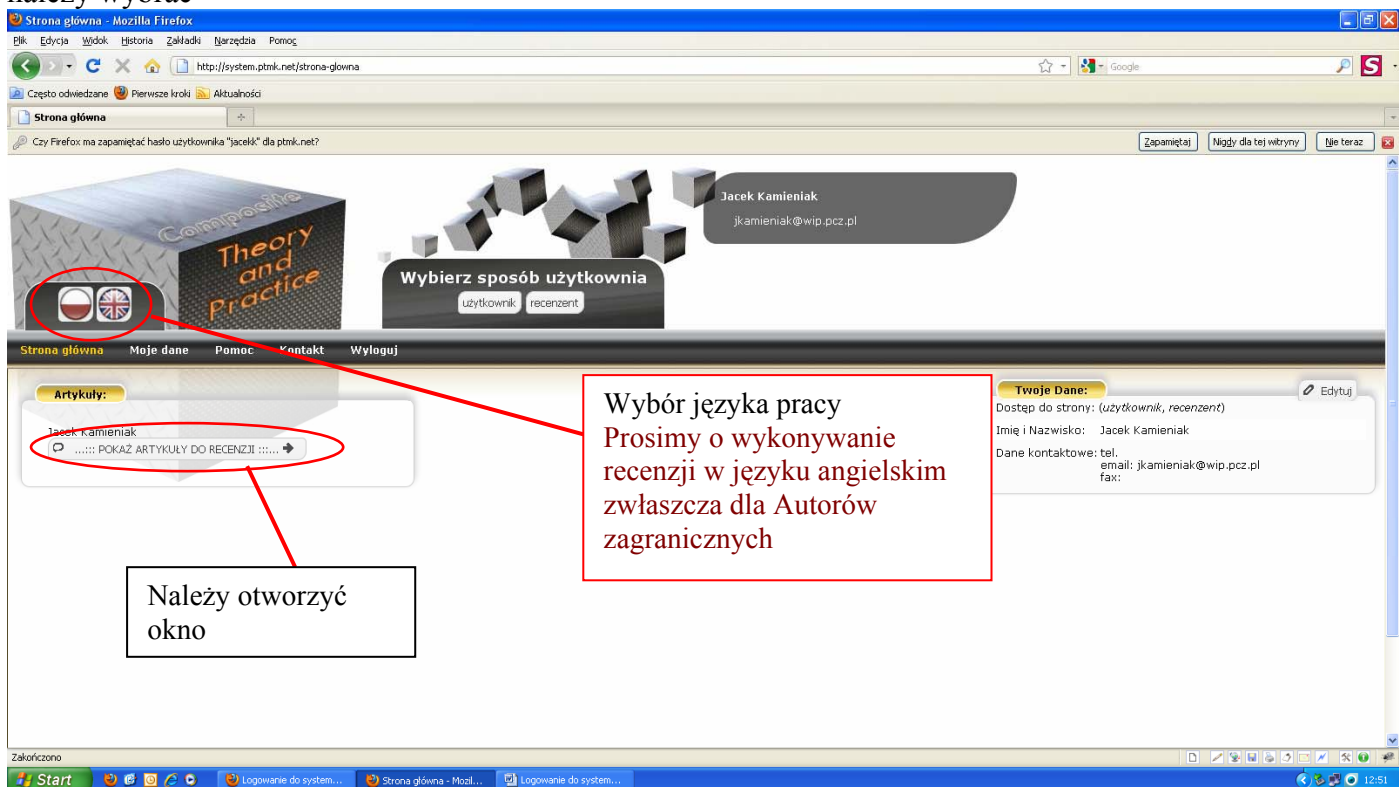 należy wybrać
Strona główna - Mozilla Firefox
Plik Edycja Widok Historia Zakładki Narzędzia Pomoc
http://system.ptmk.net/strona-glowna
Google
S
Często odwiedzane Pierwsze kroki Aktualności
Strona główna
Czy Firefox ma zapamiętać hasło użytkownika "jacekk" dla ptmk.net?
Zapamiętaj Nigdy dla tej witryny Nie teraz
Composite
Theory
and
Practice
Jacek Kamieniak
jkamieniak@wip.pcz.pl
Wybierz sposób użytkownia
użytkownik recenzent
Strona główna Moje dane Pomoc Kontakt Wyloguj
Artykuły:
Jacek Kamieniak
...::: POKAŻ ARTYKUŁY DO RECENZJI :::...
Wybór języka pracy
Prosimy o wykonywanie
recenzji w języku angielskim
zwłaszcza dla Autorów
zagranicznych
Twoje Dane:
Edytuj
Dostęp do strony: (użytkownik, recenzent)
Imię i Nazwisko: Jacek Kamieniak
Dane kontaktowe: tel.
email: jkamieniak@wip.pcz.pl
fax:
Należy otworzyć
okno
Zakończono
Start Logowanie do system... Strona główna - Mozil... Logowanie do system... 12:51